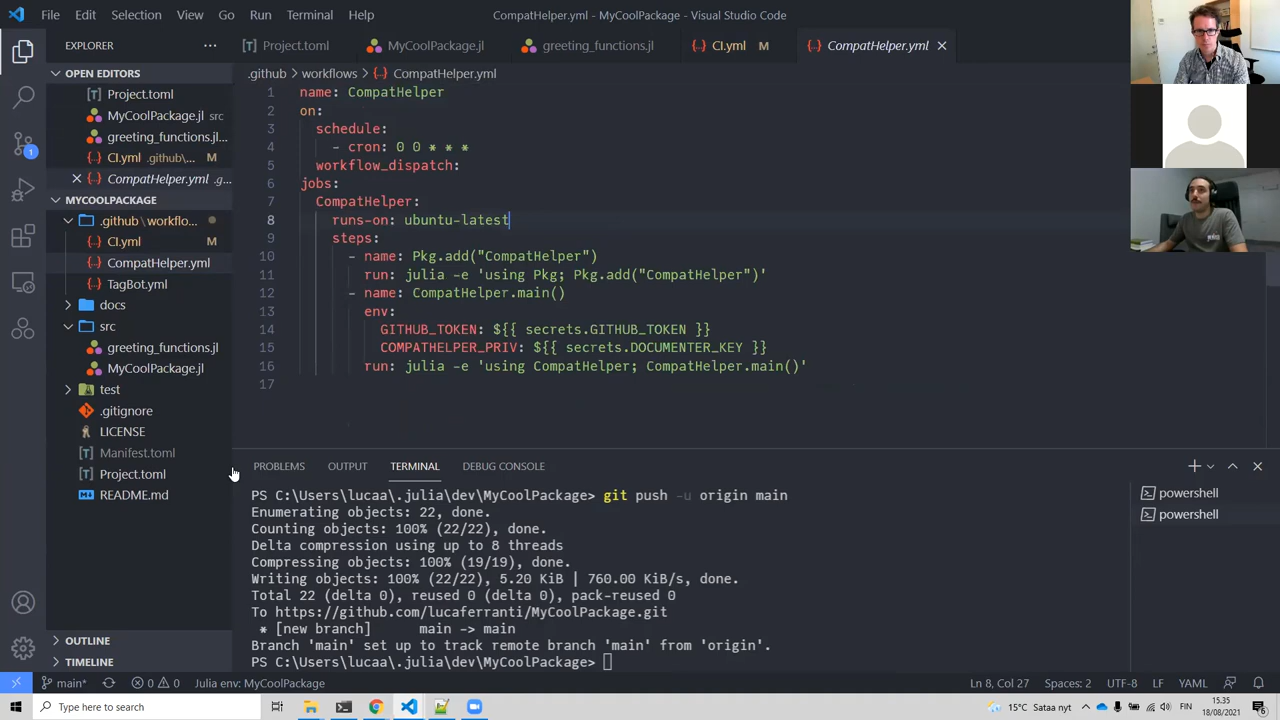 File Edit Selection View Go Run Terminal Help
CompatHelper.yml - MyCoolPackage - Visual Studio Code
EXPLORER
OPEN EDITORS
Project.toml
MyCoolPackage.jl src
greeting_functions.jl...
CI.yml .github\... M
CompatHelper.yml .g...
MYCOOLPACKAGE
.github \ workflo...
CI.yml M
CompatHelper.yml
TagBot.yml
docs
src
greeting_functions.jl
MyCoolPackage.jl
test
.gitignore
LICENSE
Manifest.toml
Project.toml
README.md
OUTLINE
TIMELINE
Project.toml MyCoolPackage.jl greeting_functions.jl CI.yml M CompatHelper.yml
.github > workflows > CompatHelper.yml
1 name: CompatHelper
2 on:
3 schedule:
4 - cron: 0 0 * * *
5 workflow_dispatch:
6 jobs:
7 CompatHelper:
8 runs-on: ubuntu-latest
9 steps:
10 - name: Pkg.add("CompatHelper")
11 run: julia -e 'using Pkg; Pkg.add("CompatHelper")'
12 - name: CompatHelper.main()
13 env:
14 GITHUB_TOKEN: ${{ secrets.GITHUB_TOKEN }}
15 COMPATHELPER_PRIV: ${{ secrets.DOCUMENTER_KEY }}
16 run: julia -e 'using CompatHelper; CompatHelper.main()'
17
PROBLEMS OUTPUT TERMINAL DEBUG CONSOLE
PS C:\Users\lucaa\.julia\dev\MyCoolPackage> git push -u origin main
Enumerating objects: 22, done.
Counting objects: 100% (22/22), done.
Delta compression using up to 8 threads
Compressing objects: 100% (19/19), done.
Writing objects: 100% (22/22), 5.20 KiB | 760.00 KiB/s, done.
Total 22 (delta 0), reused 0 (delta 0), pack-reused 0
To https://github.com/lucaferranti/MyCoolPackage.git
* [new branch] main -> main
Branch 'main' set up to track remote branch 'main' from 'origin'.
PS C:\Users\lucaa\.julia\dev\MyCoolPackage>
powershell
powershell
main* 0 0 Julia env: MyCoolPackage Ln 8, Col 27 Spaces: 2 UTF-8 LF YAML
Type here to search
15°C Sataa nyt FIN 15.35
18/08/2021